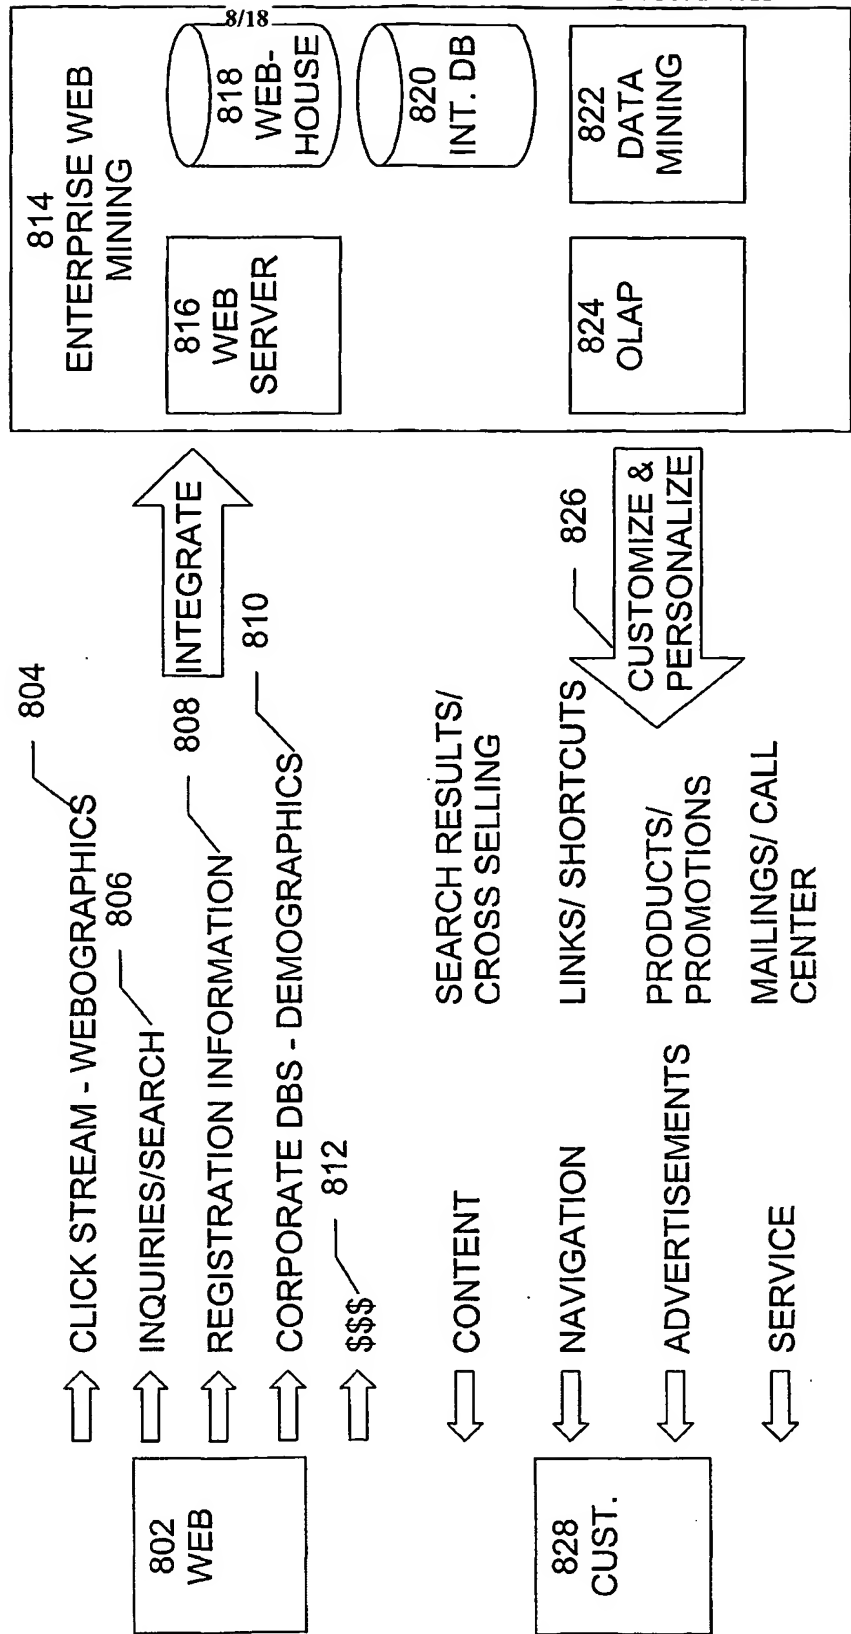 8/18
814
ENTERPRISE WEB
MINING
816
WEB
SERVER
818
WEB-
HOUSE
820
INT. DB
824
OLAP
822
DATA
MINING
INTEGRATE
826
CUSTOMIZE &
PERSONALIZE
804
CLICK STREAM - WEBOGRAPHICS
806
INQUIRIES/SEARCH
808
REGISTRATION INFORMATION
810
CORPORATE DBS - DEMOGRAPHICS
812
$$$
802
WEB
CONTENT
SEARCH RESULTS/
CROSS SELLING
NAVIGATION
LINKS/ SHORTCUTS
ADVERTISEMENTS
PRODUCTS/
PROMOTIONS
SERVICE
MAILINGS/ CALL
CENTER
828
CUST.